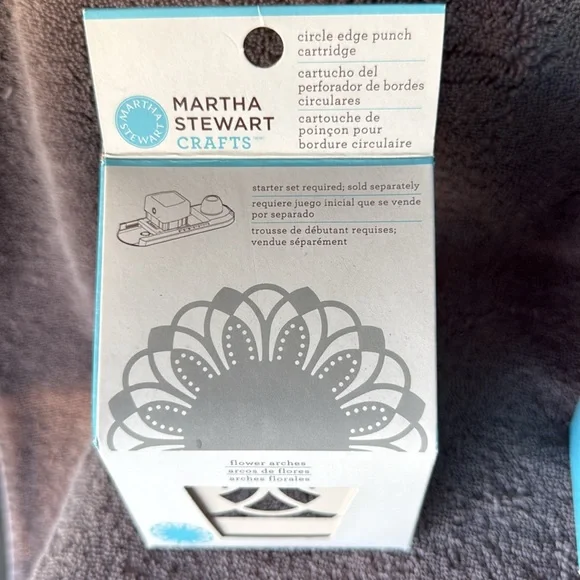 circle edge punch
cartridge
cartucho del
perforador de bordes
circulares
cartouche de
poinçon pour
bordure circulaire
MARTHA
STEWART
MARTHA
STEWART
CRAFTS™
starter set required; sold separately
requiere juego inicial que se vende
por separado
trousse de débutant requises;
vendue séparément
flower arches
arcos de flores
arches florales